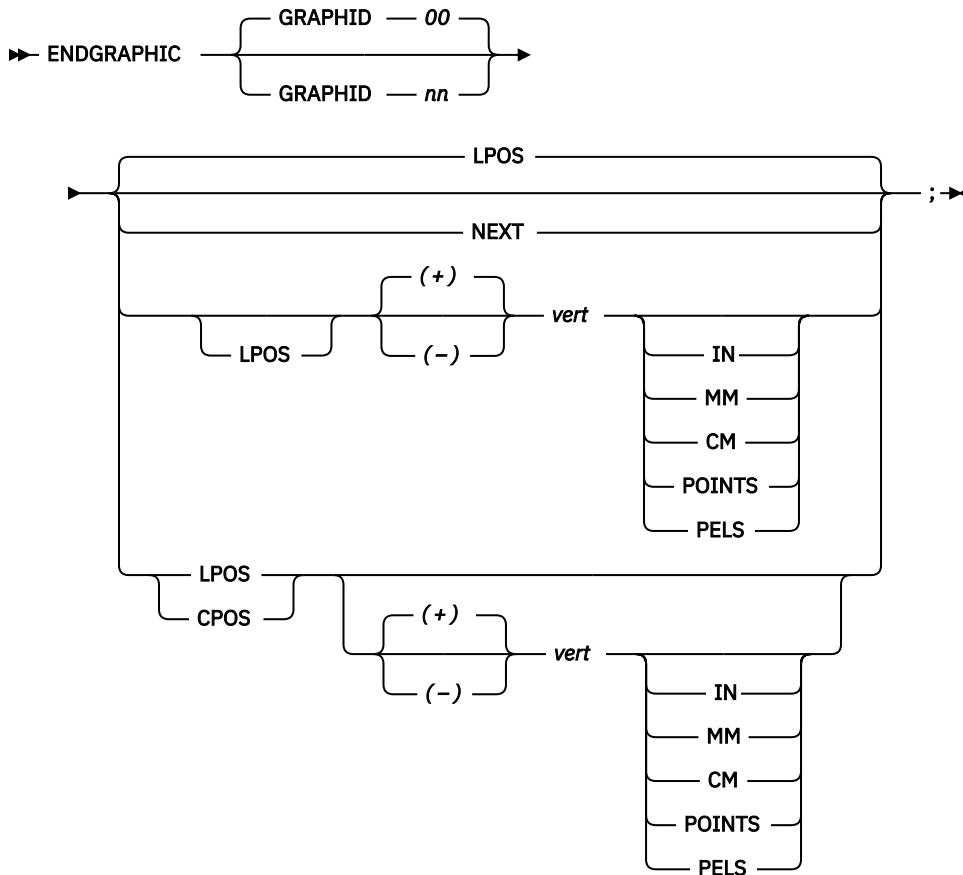 GRAPHID 00
ENDGRAPHIC
GRAPHID nn
LPOS
;
NEXT
(+)
vert
LPOS (−) IN
MM
CM
POINTS
PELS
LPOS
CPOS (+)
vert
(−) IN
MM
CM
POINTS
PELS